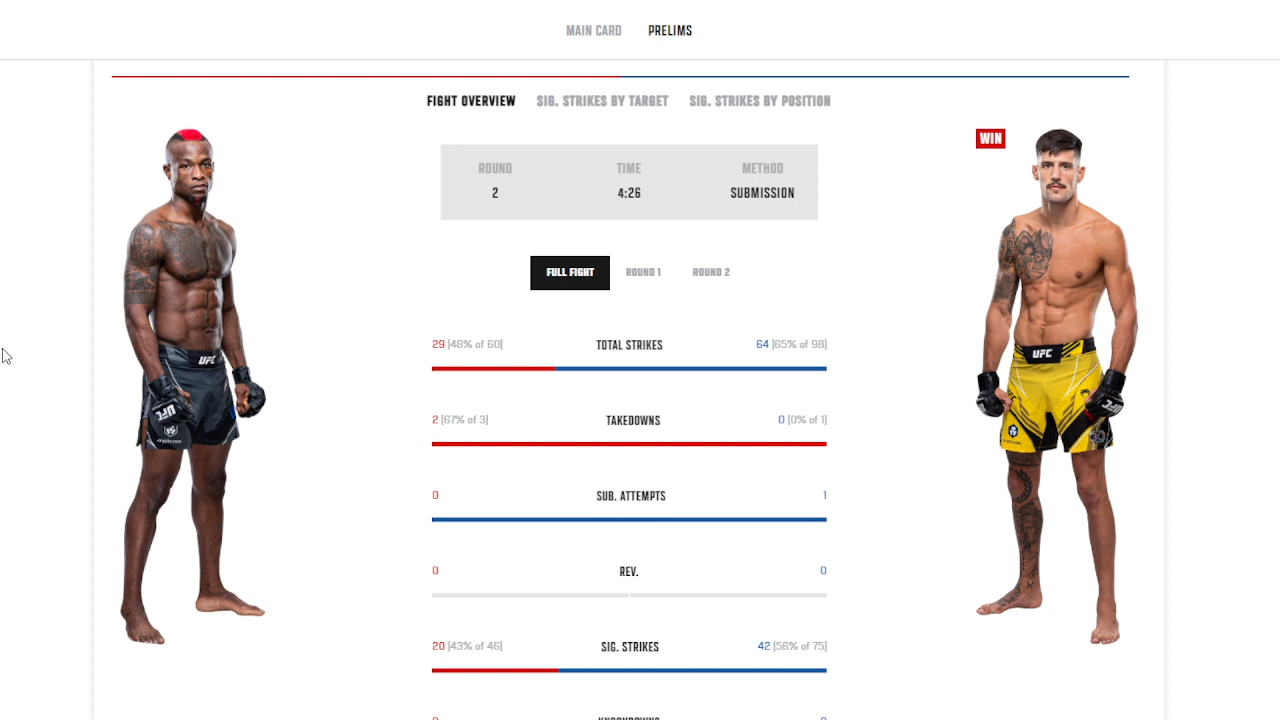 MAIN CARD PRELIMS
FIGHT OVERVIEW SIG. STRIKES BY TARGET SIG. STRIKES BY POSITION
WIN
ROUND TIME METHOD
2 4:26 SUBMISSION
FULL FIGHT ROUND 1 ROUND 2
29 [48% of 60] TOTAL STRIKES 64 [65% of 98]
UFC UFC
2 [67% of 3] TAKEDOWNS 0 [0% of 1]
0 SUB. ATTEMPTS 1
0 REV. 0
20 [43% of 46] SIG. STRIKES 42 [56% of 75]